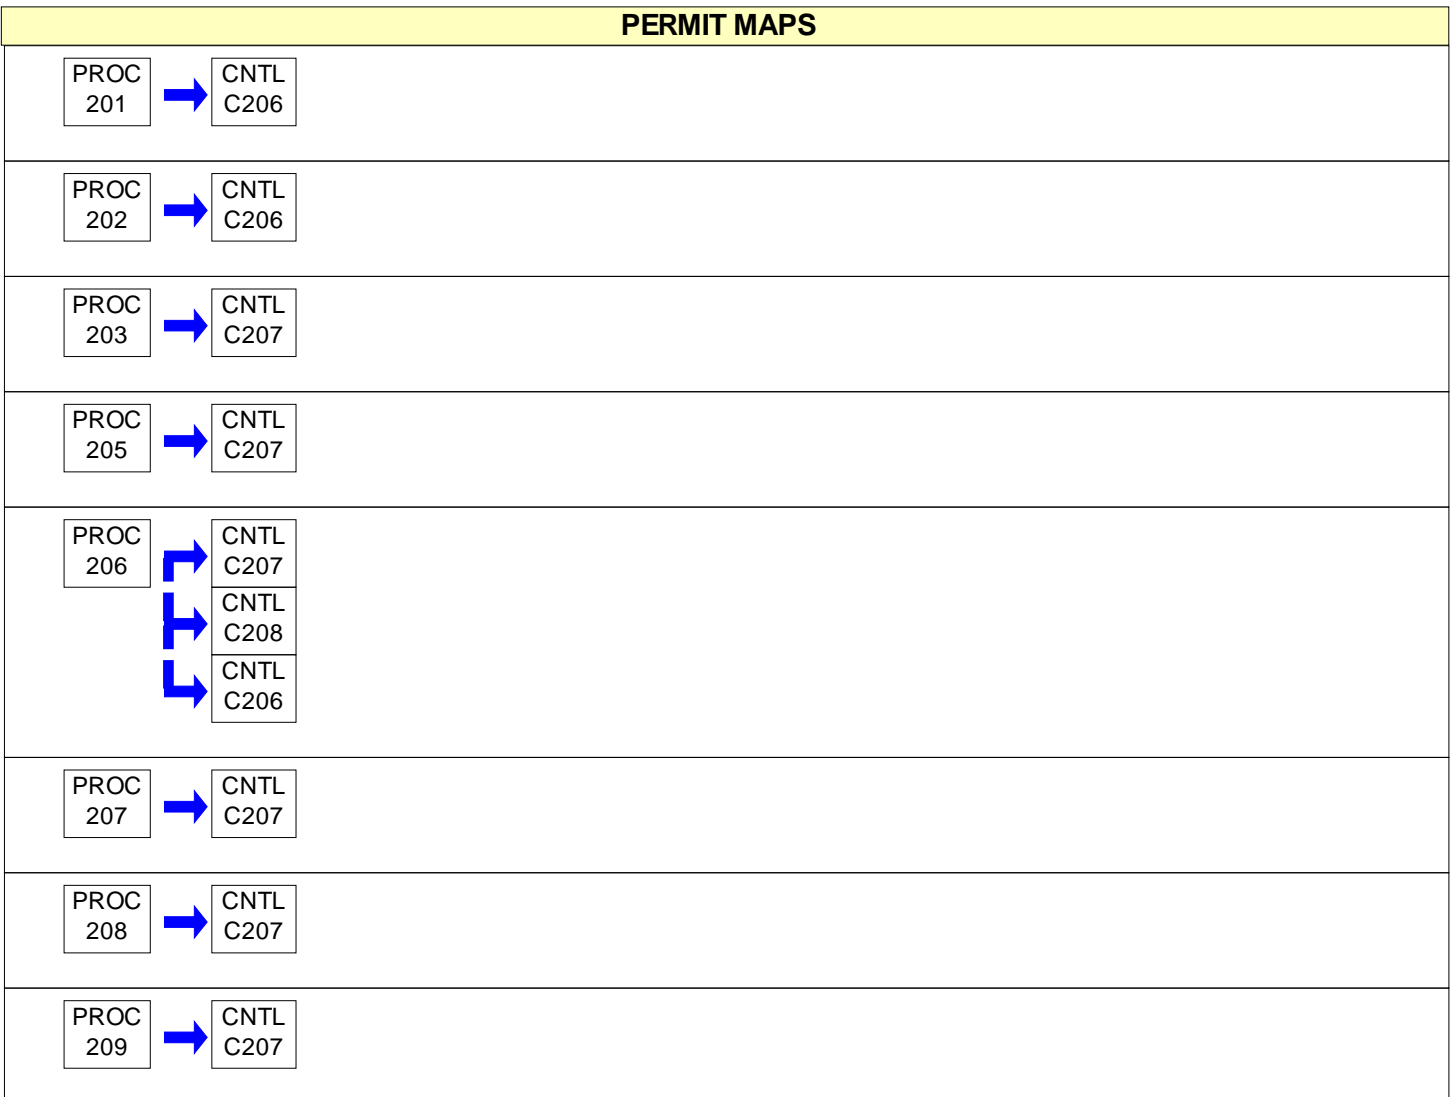 PERMIT MAPS
PROC
201
CNTL
C206
PROC
202
CNTL
C206
PROC
203
CNTL
C207
PROC
205
CNTL
C207
PROC
206
CNTL
C207
CNTL
C208
CNTL
C206
PROC
207
CNTL
C207
PROC
208
CNTL
C207
PROC
209
CNTL
C207